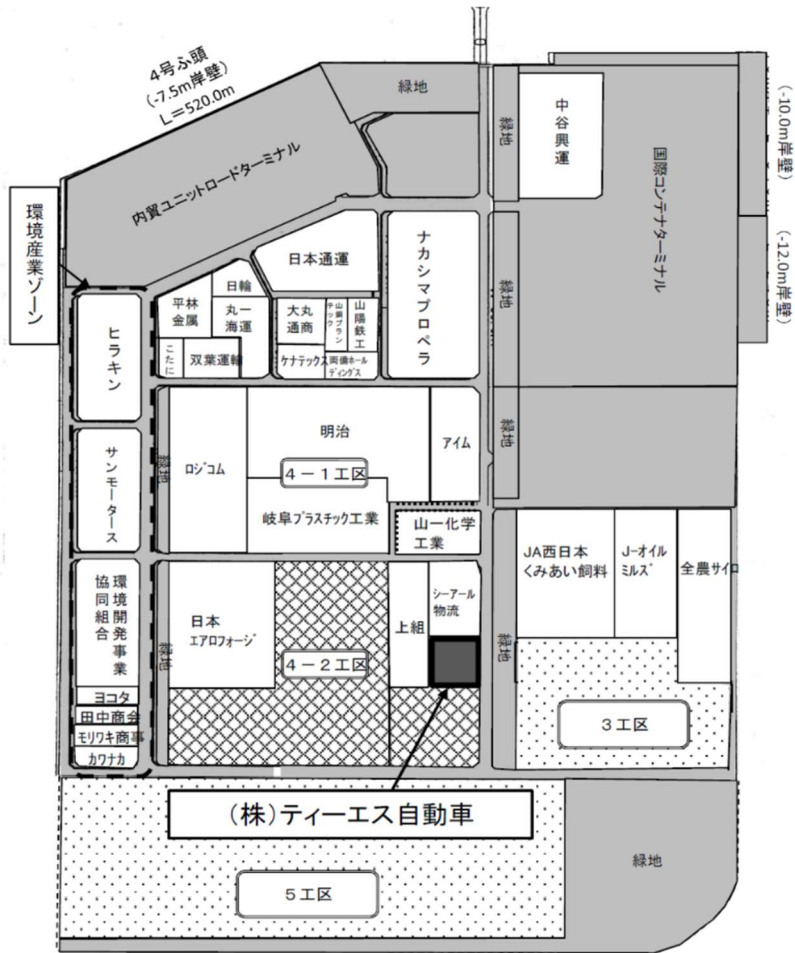 4号ふ頭
(-7.5m岸壁)
L=520.0m
緑地
内貿ユニットロードターミナル
中谷興運
緑地
国際コンテナターミナル
(-10.0m岸壁)
(-12.0m岸壁)
環境産業ゾーン
日本通運
ナカシマプロペラ
緑地
日輪
平林
金属
丸一
海運
こたに
双葉運輸
大丸
通商
山銅プラン
テック
山陽鉄工
ケナテックス
両備ホール
ディングス
ヒラキン
緑地
ロジコム
明治
アイム
緑地
4-1工区
岐阜プラスチック工業
山一化学
工業
サンモータース
JA西日本
くみあい飼料
J-オイル
ミルズ
全農サイロ
環境開発事業
協同組合
緑地
日本
エアロフォージ
4-2工区
上組
シーアール
物流
緑地
3工区
ヨコタ
田中商会
モリワキ商事
カワナカ
(株)ティーエス自動車
5工区
緑地